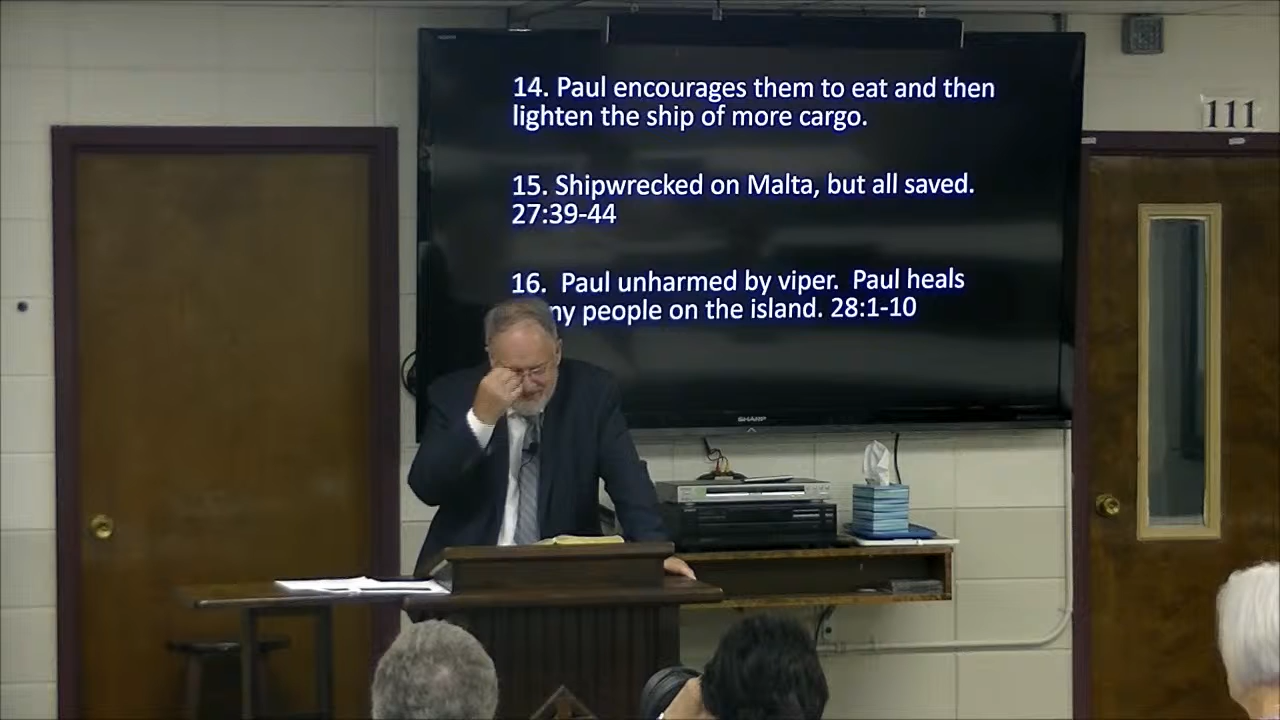 14. Paul encourages them to eat and then
lighten the ship of more cargo.
111
15. Shipwrecked on Malta, but all saved.
27:39-44
16. Paul unharmed by viper. Paul heals
ny people on the island. 28:1-10
SHARP